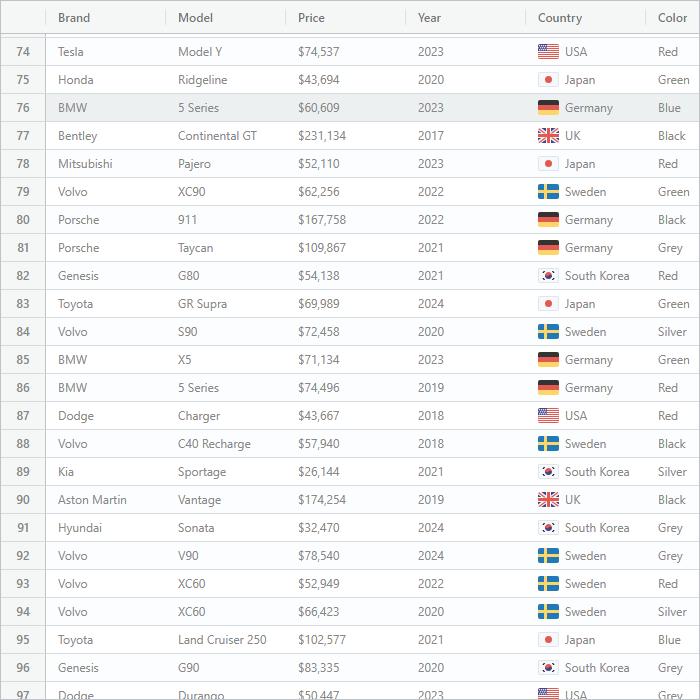 Brand Model Price Year Country Color
74 Tesla Model Y $74,537 2023 USA Red
75 Honda Ridgeline $43,694 2020 Japan Green
76 BMW 5 Series $60,609 2023 Germany Blue
77 Bentley Continental GT $231,134 2017 UK Black
78 Mitsubishi Pajero $52,110 2023 Japan Red
79 Volvo XC90 $62,256 2022 Sweden Green
80 Porsche 911 $167,758 2022 Germany Black
81 Porsche Taycan $109,867 2021 Germany Grey
82 Genesis G80 $54,138 2021 South Korea Red
83 Toyota GR Supra $69,989 2024 Japan Green
84 Volvo S90 $72,458 2020 Sweden Silver
85 BMW X5 $71,134 2023 Germany Green
86 BMW 5 Series $74,496 2019 Germany Red
87 Dodge Charger $43,667 2018 USA Red
88 Volvo C40 Recharge $57,940 2018 Sweden Black
89 Kia Sportage $26,144 2021 South Korea Silver
90 Aston Martin Vantage $174,254 2019 UK Black
91 Hyundai Sonata $32,470 2024 South Korea Grey
92 Volvo V90 $78,540 2024 Sweden Grey
93 Volvo XC60 $52,949 2022 Sweden Red
94 Volvo XC60 $66,423 2020 Sweden Silver
95 Toyota Land Cruiser 250 $102,577 2021 Japan Blue
96 Genesis G90 $83,335 2020 South Korea Grey
97 Dodge Durango $50,447 2023 USA Grey